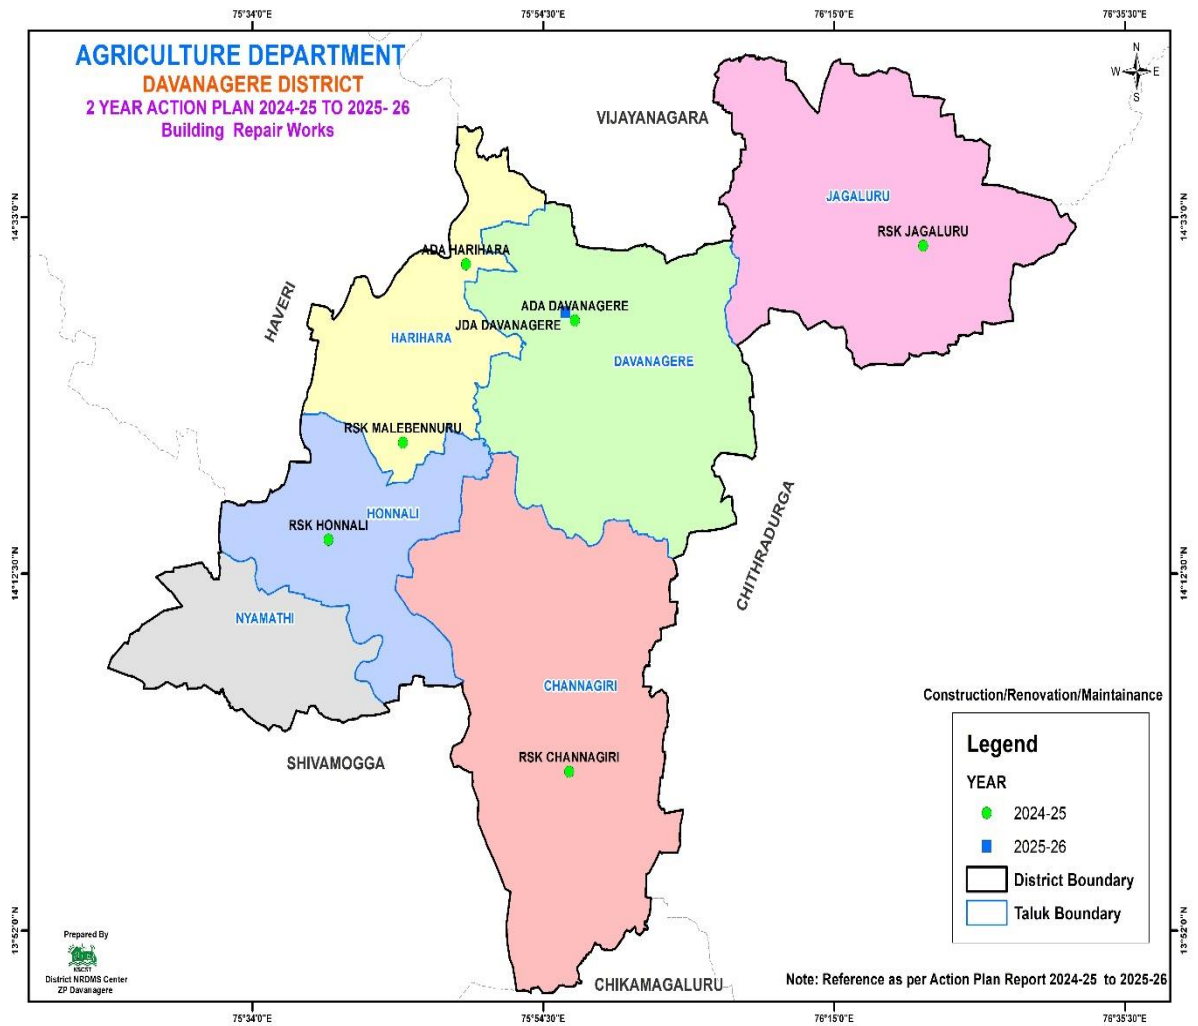 75°34'0"E
75°54'30"E
76°15'0"E
76°35'30"E
AGRICULTURE DEPARTMENT
DAVANAGERE DISTRICT
2 YEAR ACTION PLAN 2024-25 TO 2025- 26
Building Repair Works
N
W E
S
VIJAYANAGARA
JAGALURU
RSK JAGALURU
14°33'0"N
14°33'0"N
ADA HARIHARA
HAVERI
ADA DAVANAGERE
JDA DAVANAGERE
HARIHARA
DAVANAGERE
RSK MALEBENNURU
HONNALI
RSK HONNALI
CHITHRADURGA
14°12'30"N
14°12'30"N
NYAMATHI
CHANNAGIRI
SHIVAMOGGA
RSK CHANNAGIRI
Construction/Renovation/Maintainance
Legend
YEAR
2024-25
2025-26
District Boundary
Taluk Boundary
13°52'0"N
13°52'0"N
Prepared By
KSCST
District NRDMS Center
ZP Davanagere
CHIKAMAGALURU
Note: Reference as per Action Plan Report 2024-25 to 2025-26
75°34'0"E
75°54'30"E
76°15'0"E
76°35'30"E